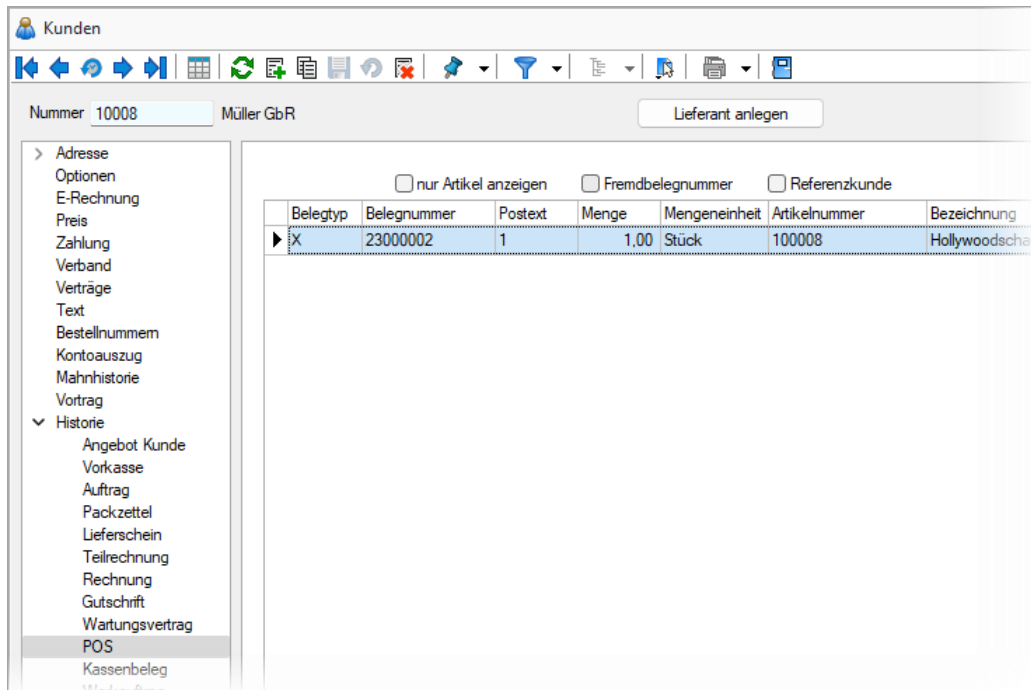 Kunden
Nummer 10008 Müller GbR Lieferant anlegen
Adresse
Optionen
E-Rechnung
Preis
Zahlung
Verband
Verträge
Text
Bestellnummern
Kontoauszug
Mahnhistorie
Vortrag
Historie
Angebot Kunde
Vorkasse
Auftrag
Packzettel
Lieferschein
Teilrechnung
Rechnung
Gutschrift
Wartungsvertrag
POS
Kassenbeleg
nur Artikel anzeigen Fremdbelegnummer Referenzkunde
Belegtyp Belegnummer Postext Menge Mengeneinheit Artikelnummer Bezeichnung
X 23000002 1 1,00 Stück 100008 Hollywoodscha